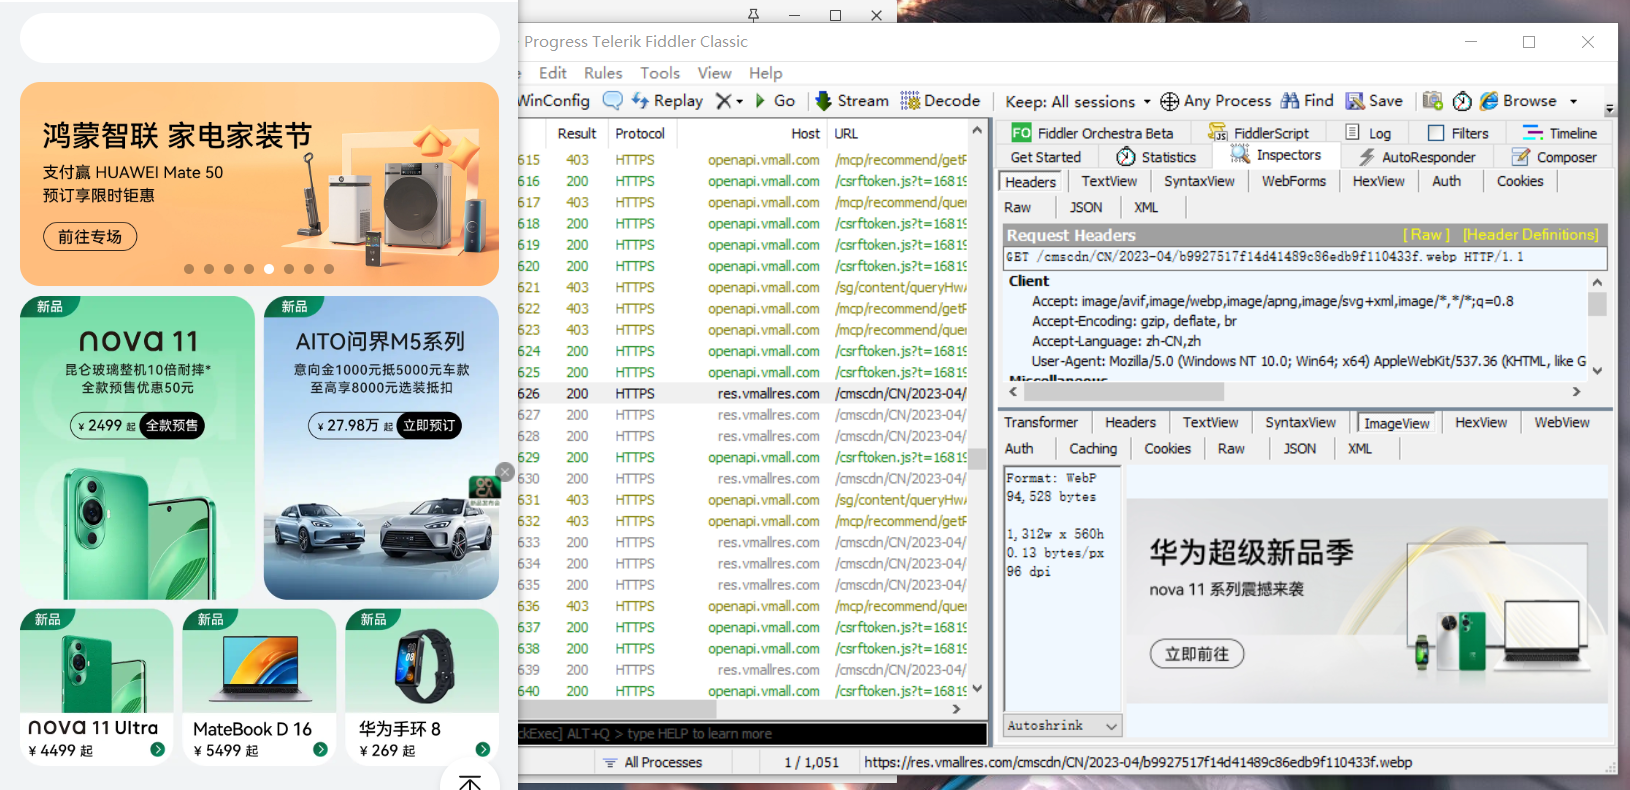 鸿蒙智联 家电家装节
支付赢 HUAWEI Mate 50
预订享限时钜惠
前往专场
新品
nova 11
昆仑玻璃整机10倍耐摔*
全款预售优惠50元
¥ 2499 起 全款预售
新品
AITO问界M5系列
意向金1000元抵5000元车款
至高享8000元选装抵扣
¥ 27.98万 起 立即预订
新品
nova 11 Ultra
¥ 4499 起
新品
MateBook D 16
¥ 5499 起
新品
华为手环 8
¥ 269 起
Progress Telerik Fiddler Classic
Edit Rules Tools View Help
WinConfig Replay Go Stream Decode Keep: All sessions Any Process Find Save Browse
Result Protocol Host URL
615 403 HTTPS openapi.vmall.com /mcp/recommend/getF
616 200 HTTPS openapi.vmall.com /csrftoken.js?t=16819
617 403 HTTPS openapi.vmall.com /mcp/recommend/quer
618 200 HTTPS openapi.vmall.com /csrftoken.js?t=16819
619 200 HTTPS openapi.vmall.com /csrftoken.js?t=16819
620 200 HTTPS openapi.vmall.com /csrftoken.js?t=16819
621 403 HTTPS openapi.vmall.com /sg/content/queryHwA
622 403 HTTPS openapi.vmall.com /mcp/recommend/getF
623 403 HTTPS openapi.vmall.com /mcp/recommend/quer
624 200 HTTPS openapi.vmall.com /csrftoken.js?t=16819
625 200 HTTPS openapi.vmall.com /csrftoken.js?t=16819
626 200 HTTPS res.vmallres.com /cmscdn/CN/2023-04/
627 200 HTTPS res.vmallres.com /cmscdn/CN/2023-04/
628 200 HTTPS res.vmallres.com /cmscdn/CN/2023-04/
629 200 HTTPS openapi.vmall.com /csrftoken.js?t=16819
630 200 HTTPS res.vmallres.com /cmscdn/CN/2023-04/
631 403 HTTPS openapi.vmall.com /sg/content/queryHwA
632 403 HTTPS openapi.vmall.com /mcp/recommend/getF
633 200 HTTPS res.vmallres.com /cmscdn/CN/2023-04/
634 200 HTTPS res.vmallres.com /cmscdn/CN/2023-04/
635 200 HTTPS res.vmallres.com /cmscdn/CN/2023-04/
636 403 HTTPS openapi.vmall.com /mcp/recommend/quer
637 200 HTTPS openapi.vmall.com /csrftoken.js?t=16819
638 200 HTTPS openapi.vmall.com /csrftoken.js?t=16819
639 200 HTTPS res.vmallres.com /cmscdn/CN/2023-04/
640 200 HTTPS openapi.vmall.com /csrftoken.js?t=16819
ckExec] ALT+Q > type HELP to learn more
All Processes 1 / 1,051 https://res.vmallres.com/cmscdn/CN/2023-04/b9927517f14d41489c86edb9f110433f.webp
FO Fiddler Orchestra Beta FiddlerScript Log Filters Timeline
Get Started Statistics Inspectors AutoResponder Composer
Headers TextView SyntaxView WebForms HexView Auth Cookies
Raw JSON XML
Request Headers [ Raw ] [Header Definitions]
GET /cmscdn/CN/2023-04/b9927517f14d41489c86edb9f110433f.webp HTTP/1.1
Client
Accept: image/avif,image/webp,image/apng,image/svg+xml,image/*,*/*;q=0.8
Accept-Encoding: gzip, deflate, br
Accept-Language: zh-CN,zh
User-Agent: Mozilla/5.0 (Windows NT 10.0; Win64; x64) AppleWebKit/537.36 (KHTML, like G
Miscellaneous
Transformer Headers TextView SyntaxView ImageView HexView WebView
Auth Caching Cookies Raw JSON XML
Format: WebP
94,528 bytes
1,312w x 560h
0.13 bytes/px
96 dpi
Autoshrink
华为超级新品季
nova 11 系列震撼来袭
立即前往